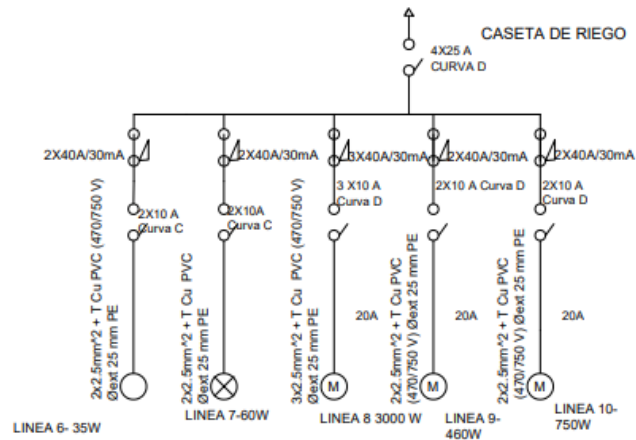 CASETA DE RIEGO
4X25 A
CURVA D
2X40A/30mA
2X40A/30mA
3X40A/30mA
2X40A/30mA
2X40A/30mA
2X10 A
Curva C
2X10A
Curva C
3 X10 A
Curva D
2X10 A Curva D
2X10 A
Curva D
2x2.5mm^2 + T Cu PVC (470/750 V)
Øext 25 mm PE
2x2.5mm^2 + T Cu PVC
Øext 25 mm PE
3x2.5mm^2 + T Cu PVC (470/750 V)
Øext 25 mm PE
2x2.5mm^2 + T Cu PVC
(470/750 V) Øext 25 mm PE
2x2.5mm^2 + T Cu PVC
(470/750 V) Øext 25 mm PE
20A
20A
20A
M
M
M
LINEA 6- 35W
LINEA 7-60W
LINEA 8 3000 W
LINEA 9-
460W
LINEA 10-
750W